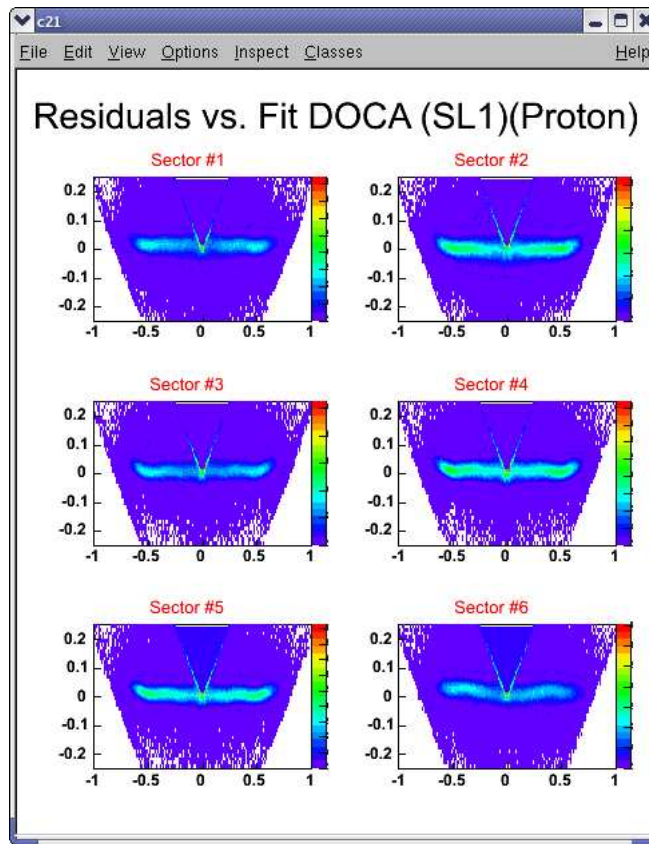 c21
File Edit View Options Inspect Classes Help
Residuals vs. Fit DOCA (SL1)(Proton)
Sector #1 Sector #2
0.2 0.2
0.1 0.1
0 0
-0.1 -0.1
-0.2 -0.2
-1 -0.5 0 0.5 1 -1 -0.5 0 0.5 1
Sector #3 Sector #4
0.2 0.2
0.1 0.1
0 0
-0.1 -0.1
-0.2 -0.2
-1 -0.5 0 0.5 1 -1 -0.5 0 0.5 1
Sector #5 Sector #6
0.2 0.2
0.1 0.1
0 0
-0.1 -0.1
-0.2 -0.2
-1 -0.5 0 0.5 1 -1 -0.5 0 0.5 1